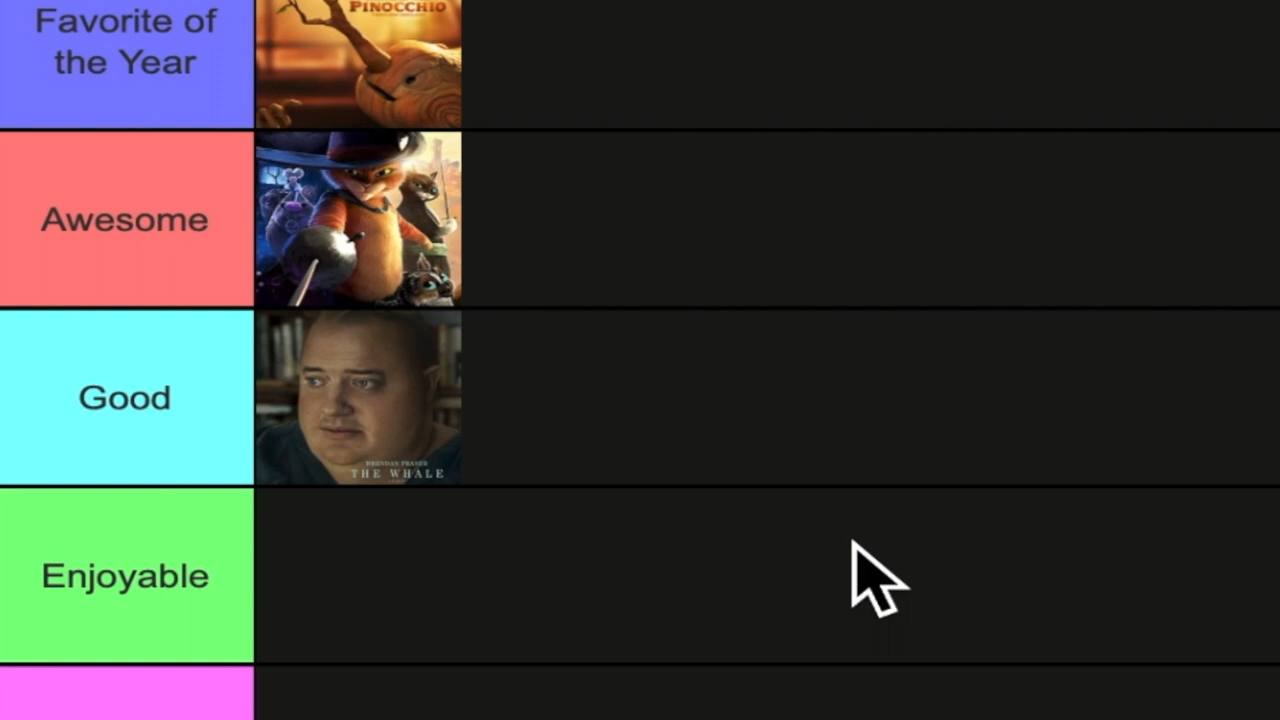 Favorite of
the Year
PINOCCHIO
Awesome
Good
BRENDAN FRASER
THE WHALE
Enjoyable